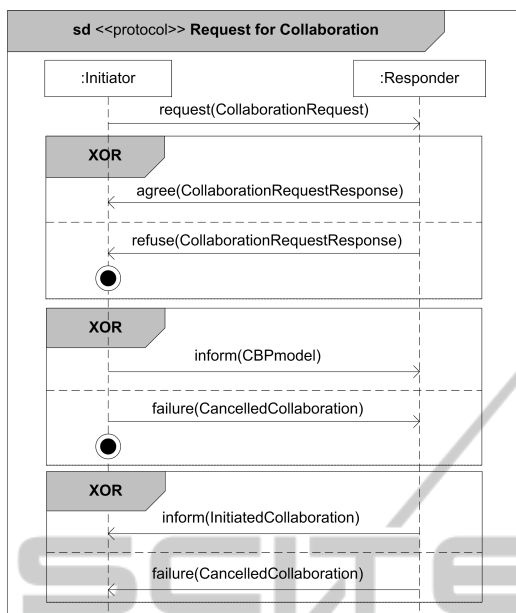 sd <<protocol>> Request for Collaboration
:Initiator
:Responder
request(CollaborationRequest)
XOR
agree(CollaborationRequestResponse)
refuse(CollaborationRequestResponse)
XOR
inform(CBPmodel)
failure(CancelledCollaboration)
XOR
inform(InitiatedCollaboration)
failure(CancelledCollaboration)